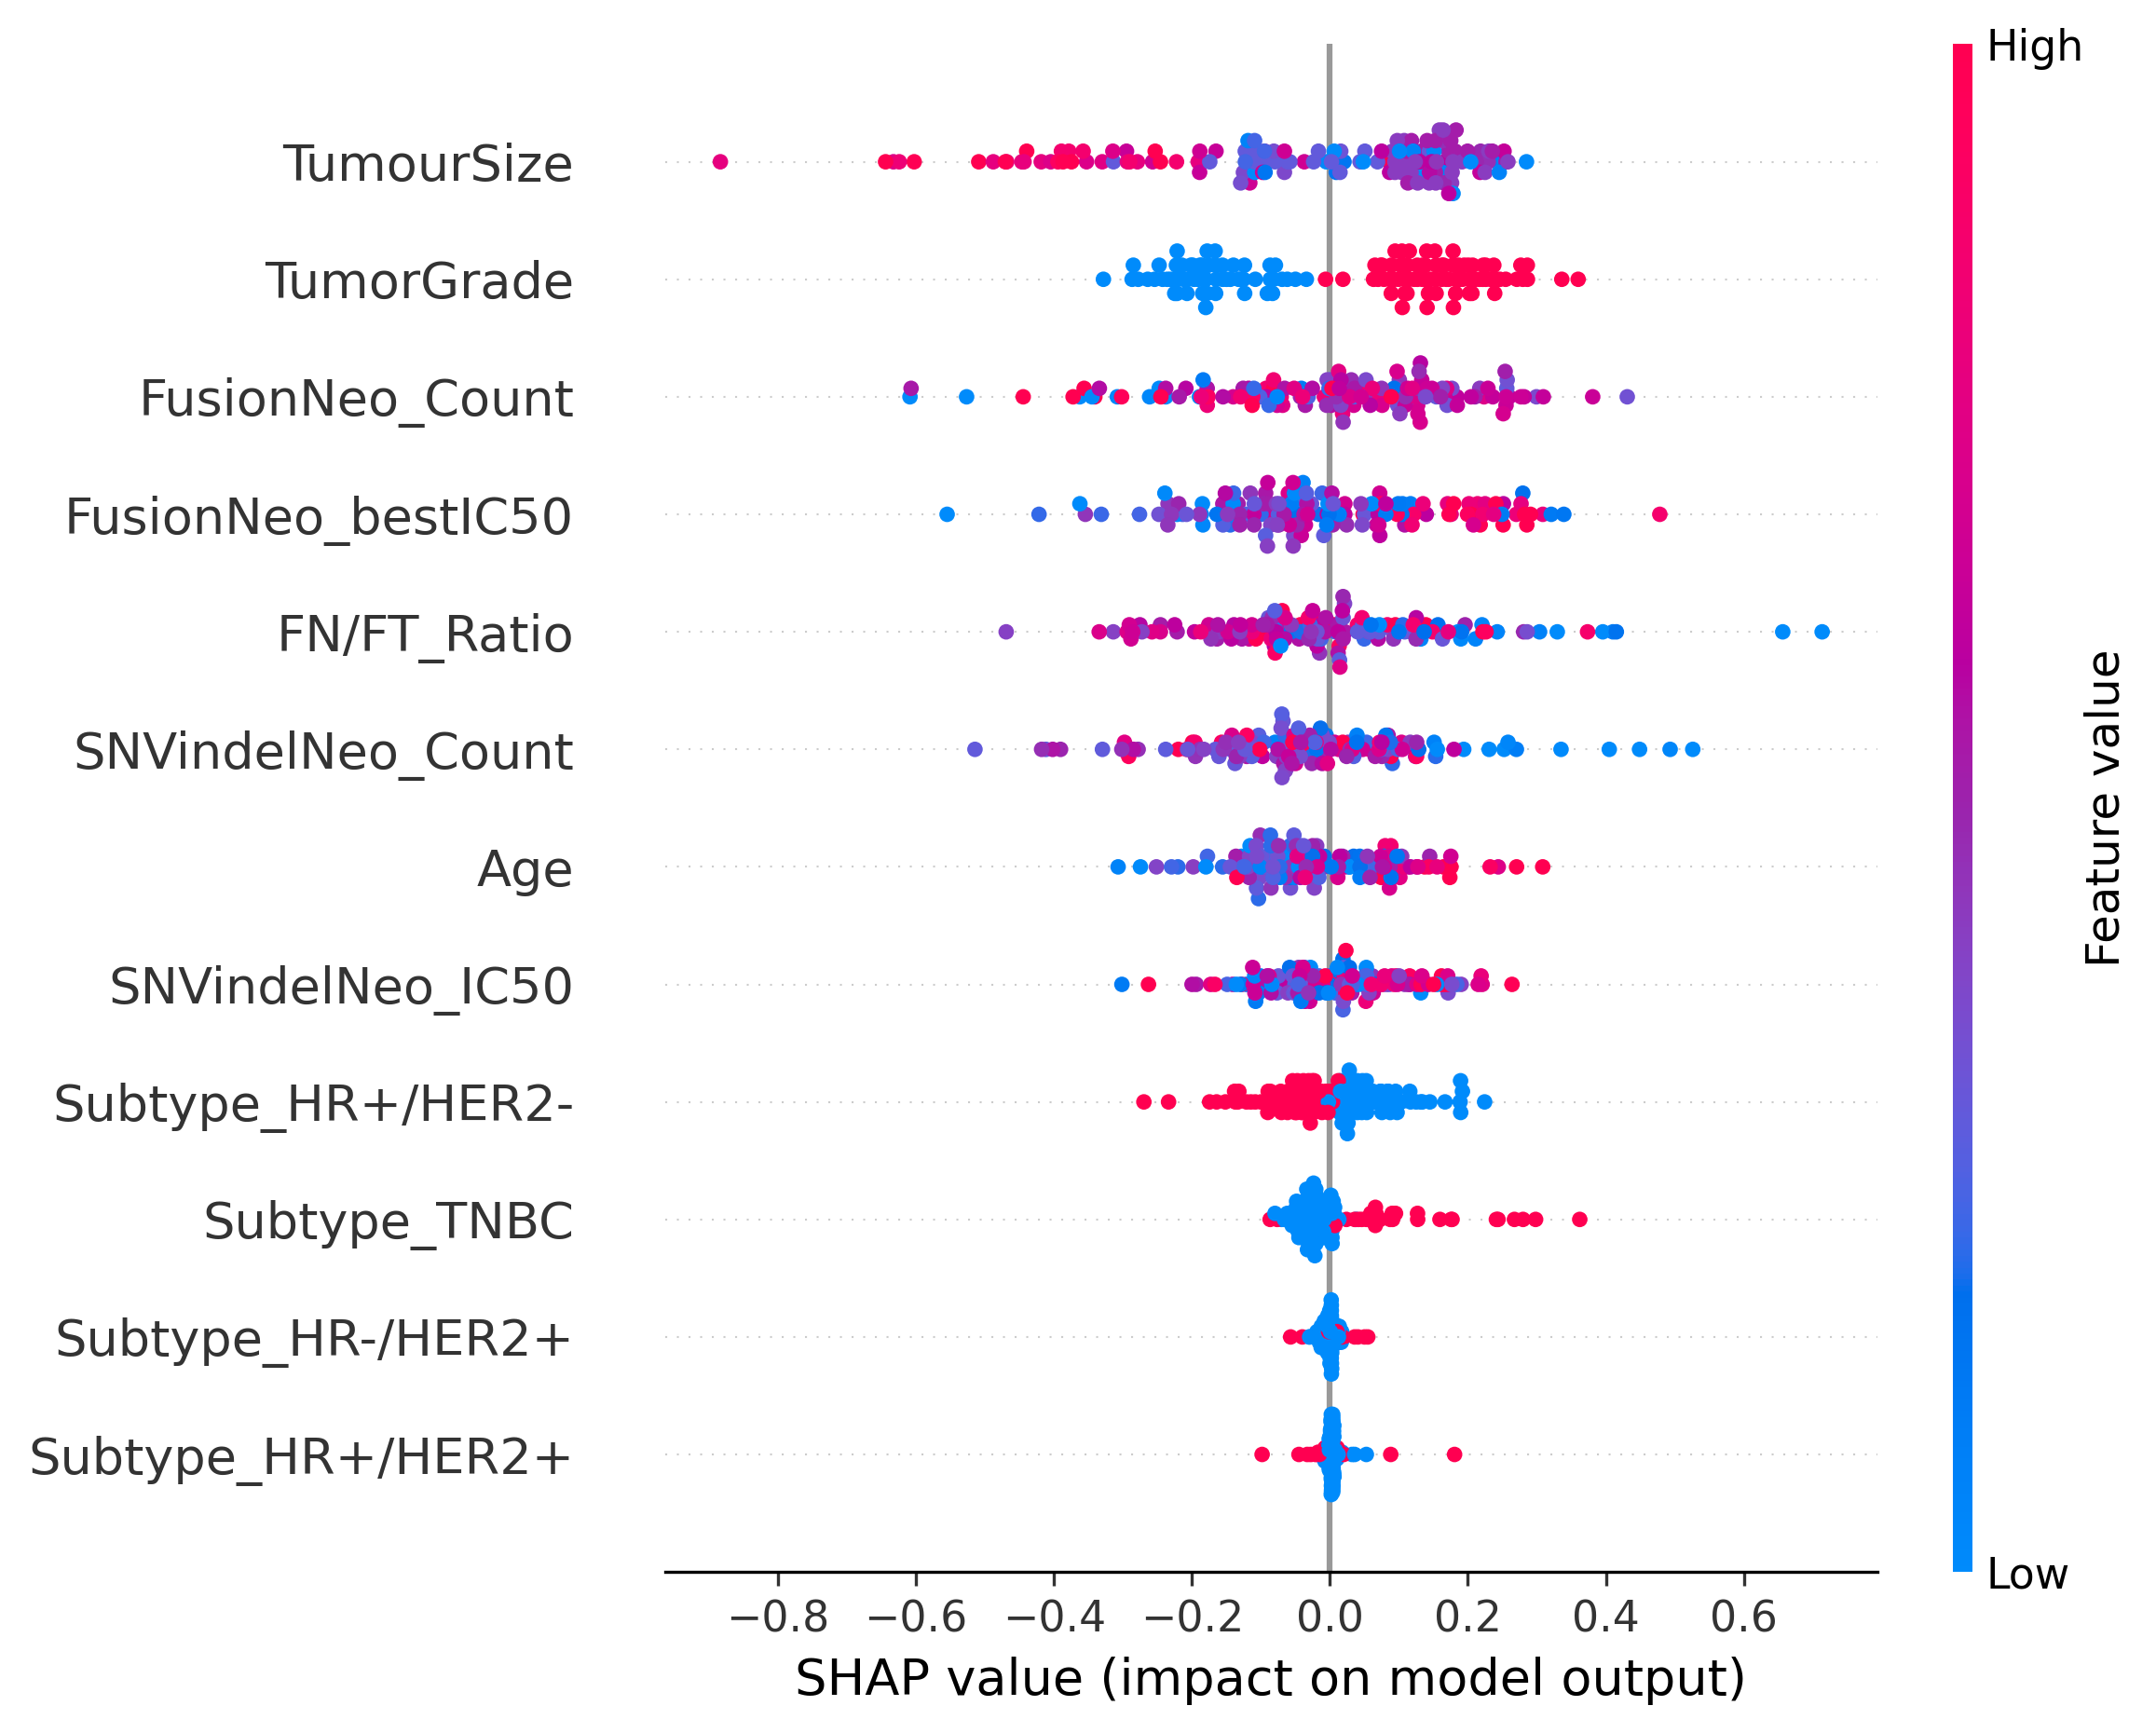 High
TumourSize
TumorGrade
FusionNeo_Count
FusionNeo_bestIC50
FN/FT_Ratio
SNVindelNeo_Count
Age
SNVindelNeo_IC50
Subtype_HR+/HER2-
Subtype_TNBC
Subtype_HR-/HER2+
Subtype_HR+/HER2+
Feature value
Low
−0.8 −0.6 −0.4 −0.2 0.0 0.2 0.4 0.6
SHAP value (impact on model output)